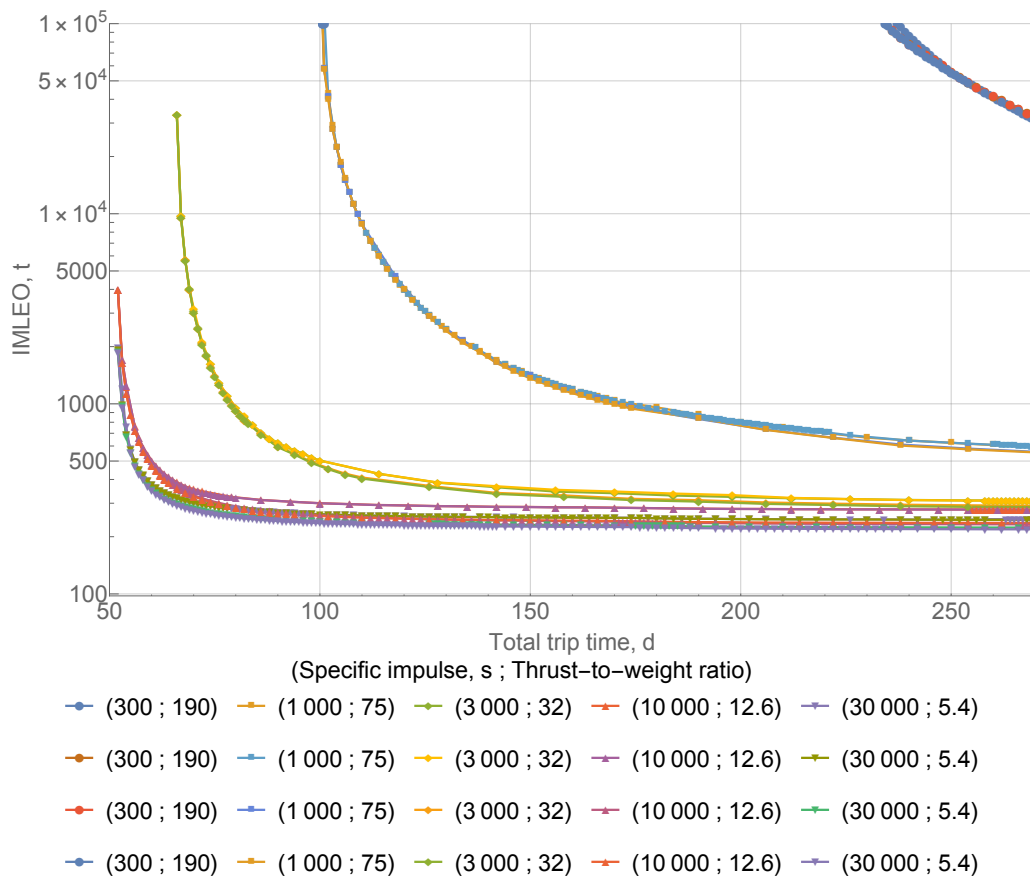 1 × 10^5
5 × 10^4
1 × 10^4
5000
1000
500
100
IMLEO, t
50 100 150 200 250
Total trip time, d
(Specific impulse, s ; Thrust−to−weight ratio)
(300 ; 190) (1 000 ; 75) (3 000 ; 32) (10 000 ; 12.6) (30 000 ; 5.4)
(300 ; 190) (1 000 ; 75) (3 000 ; 32) (10 000 ; 12.6) (30 000 ; 5.4)
(300 ; 190) (1 000 ; 75) (3 000 ; 32) (10 000 ; 12.6) (30 000 ; 5.4)
(300 ; 190) (1 000 ; 75) (3 000 ; 32) (10 000 ; 12.6) (30 000 ; 5.4)